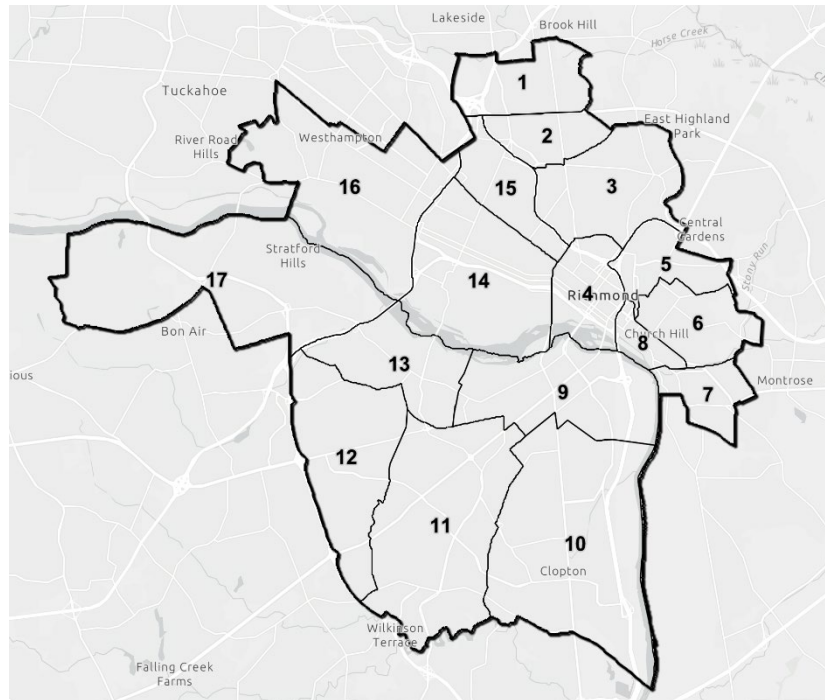 Lakeside
Brook Hill
Horse Creek
Tuckahoe
1
East Highland
Park
River Road
Hills
Westhampton
2
16
15
3
Central
Gardens
Stratford
Hills
5
Stony Run
17
14
4
Richmond
6
Bon Air
Church Hill
8
13
9
7
Montrose
ious
12
11
10
Clopton
Wilkinson
Terrace
Falling Creek
Farms